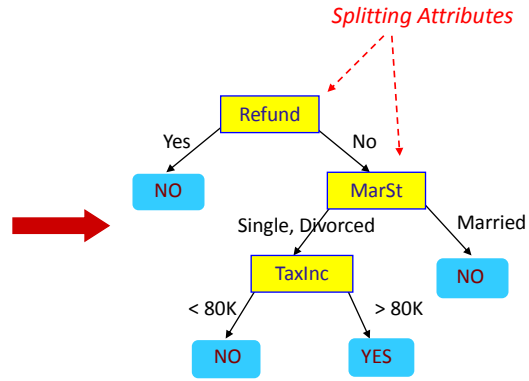 Splitting Attributes
Refund
Yes
No
NO
MarSt
Single, Divorced
Married
TaxInc
NO
< 80K
> 80K
NO
YES